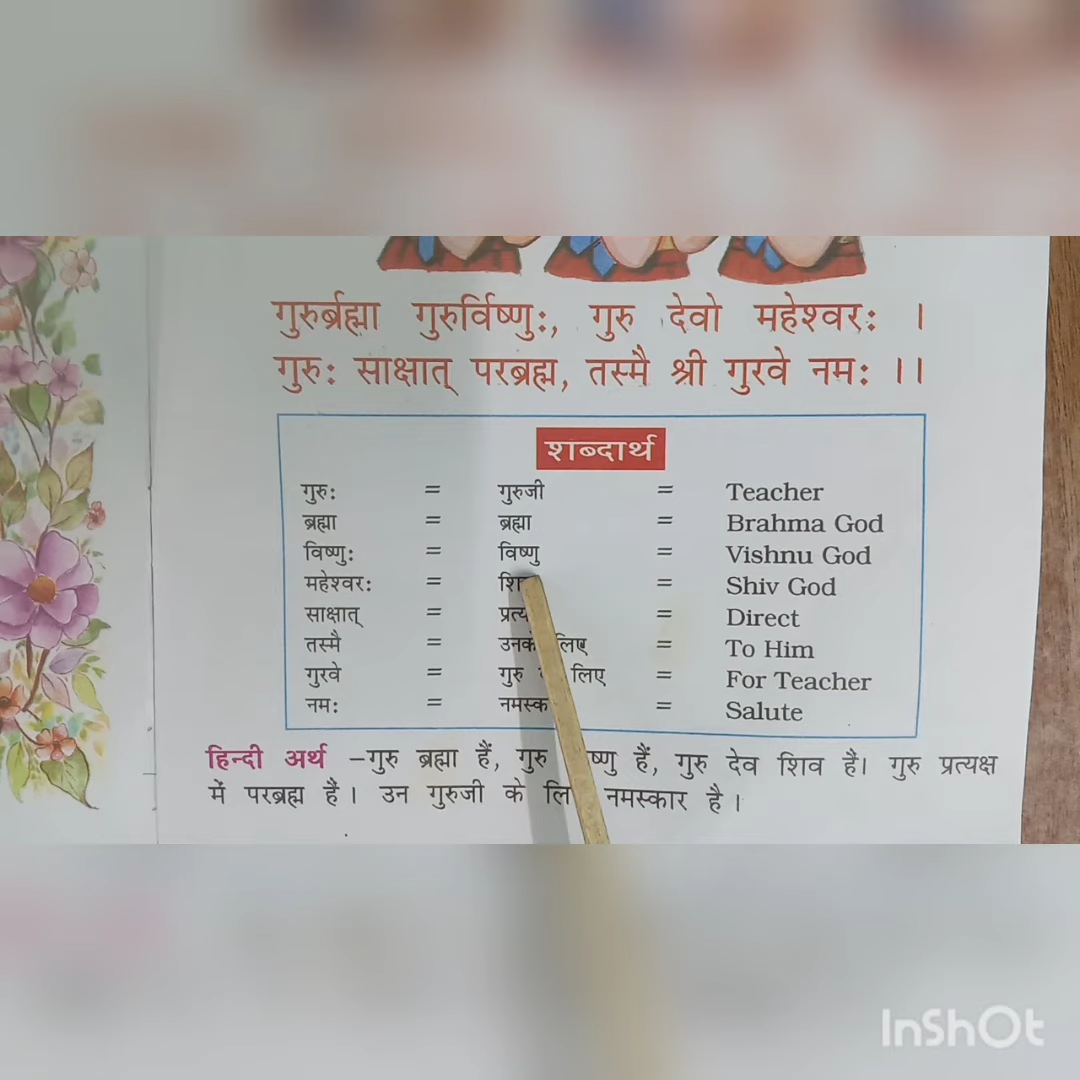 गुरुर्ब्रह्मा गुरुर्विष्णुः, गुरु देवो महेश्वरः ।
गुरुः साक्षात् परब्रह्म, तस्मै श्री गुरवे नमः ।।
शब्दार्थ
गुरुः = गुरुजी = Teacher
ब्रह्मा = ब्रह्मा = Brahma God
विष्णुः = विष्णु = Vishnu God
महेश्वरः = = Shiv God
साक्षात् = = Direct
तस्मै = लिए = To Him
गुरवे = गुरु लिए = For Teacher
नमः = = Salute
हिन्दी अर्थ –गुरु ब्रह्मा हैं, गुरु हैं, गुरु देव शिव है। गुरु प्रत्यक्ष
में परब्रह्म हैं। उन गुरुजी के नमस्कार है।
InShOt